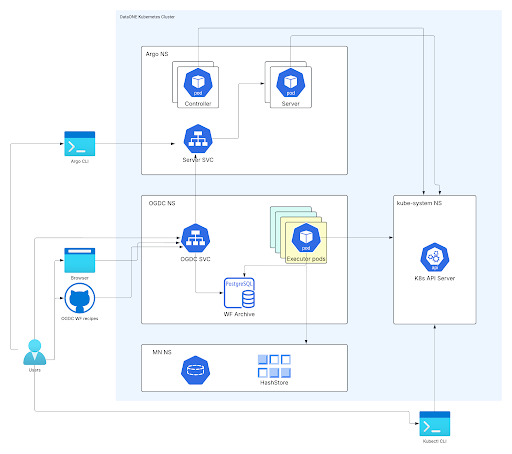 DataONE Kubernetes Cluster
Argo NS
pod
Controller
pod
Server
Argo CLI
Server SVC
OGDC NS
kube-system NS
OGDC SVC
pod
Executor pods
api
K8s API Server
Browser
PostgreSQL
WF Archive
OGDC WF recipes
MN NS
HashStore
Users
Kubectl CLI